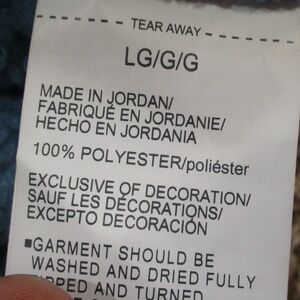 TEAR AWAY
LG/G/G
MADE IN JORDAN/
FABRIQUÉ EN JORDANIE/
HECHO EN JORDANIA
100% POLYESTER/poliéster
EXCLUSIVE OF DECORATION/
SAUF LES DÉCORATIONS/
EXCEPTO DECORACIÓN
■GARMENT SHOULD BE
WASHED AND DRIED FULLY
AND TURNED